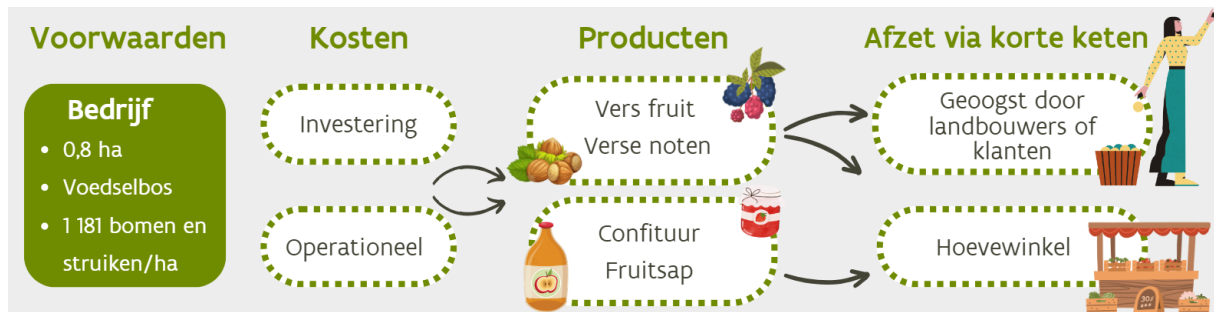 Voorwaarden
Bedrijf
• 0,8 ha
• Voedselbos
• 1 181 bomen en
struiken/ha
Kosten
Investering
Operationeel
Producten
Vers fruit
Verse noten
Confituur
Fruitsap
Afzet via korte keten
Geoogst door
landbouwers of
klanten
Hoevewinkel